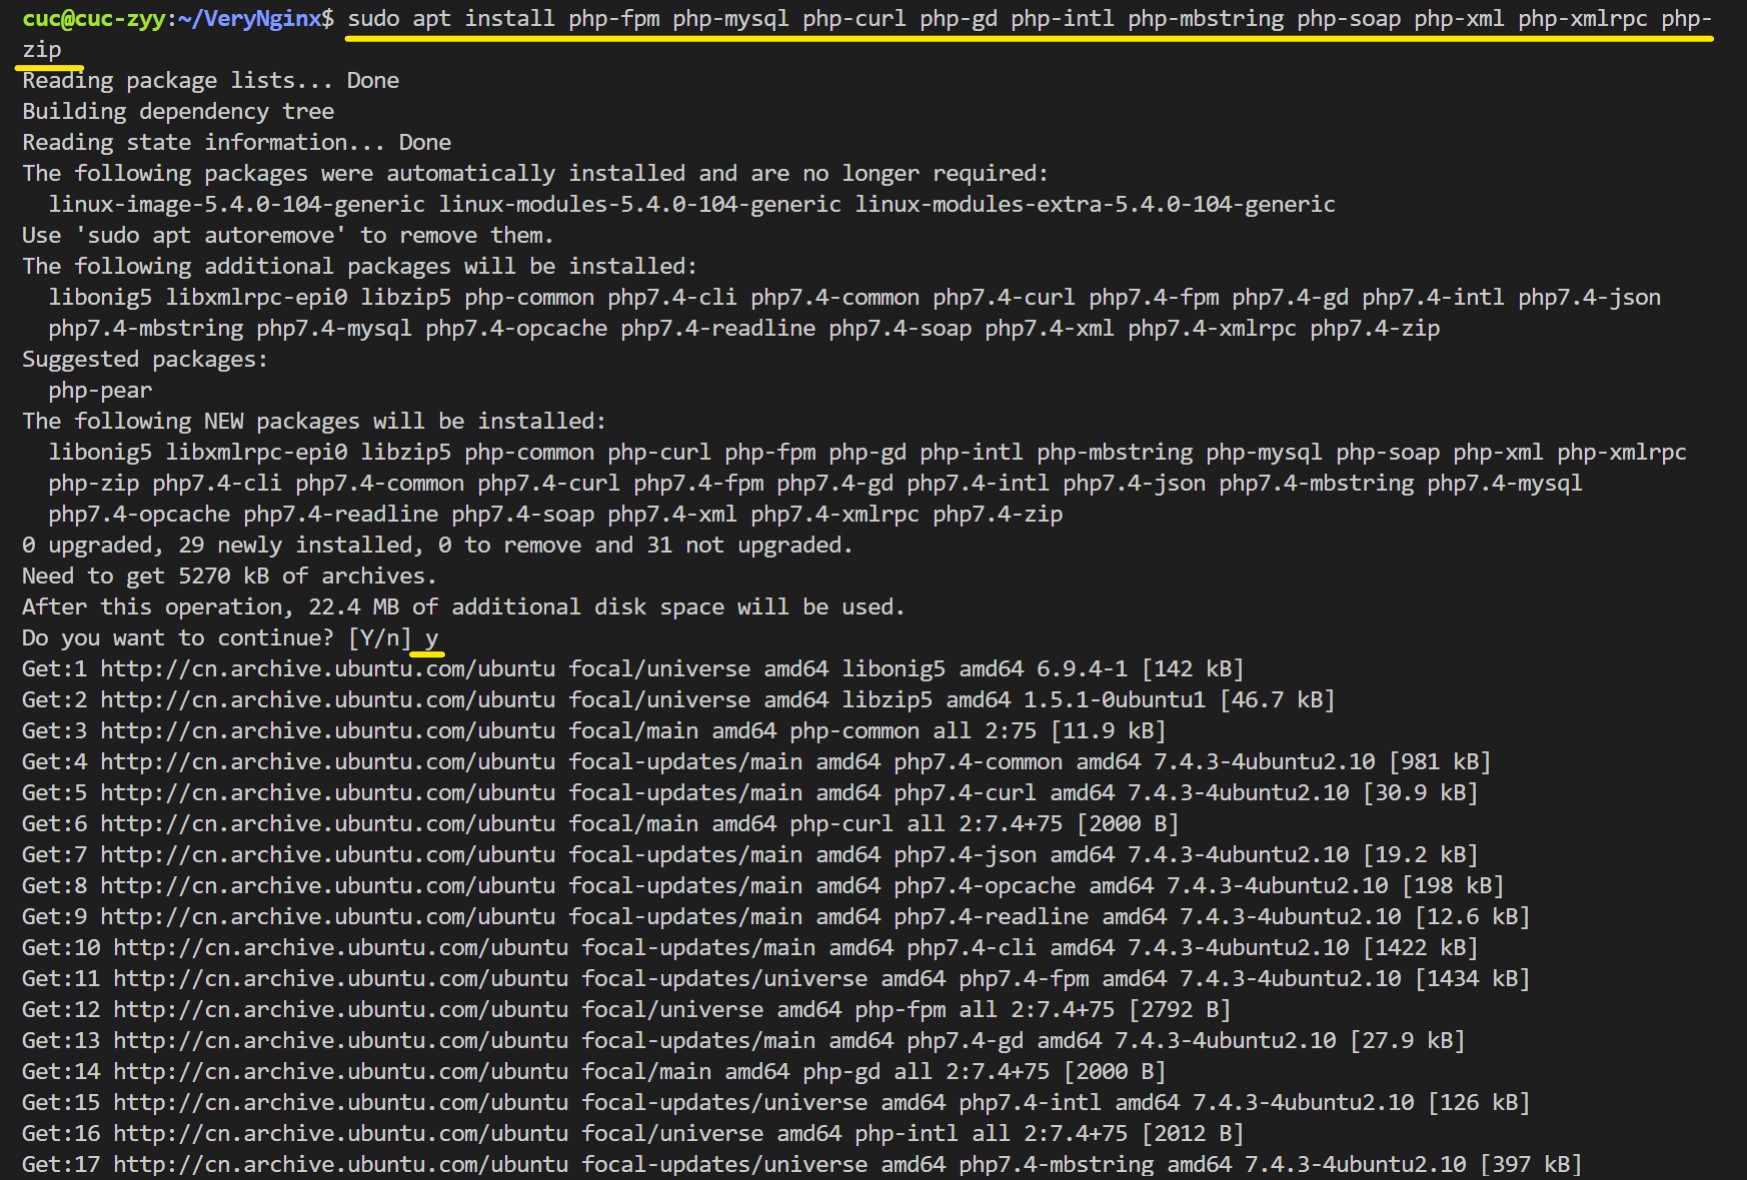 cuc@cuc-zyy:~/VeryNginx$ sudo apt install php-fpm php-mysql php-curl php-gd php-intl php-mbstring php-soap php-xml php-xmlrpc php-
zip
Reading package lists... Done
Building dependency tree
Reading state information... Done
The following packages were automatically installed and are no longer required:
  linux-image-5.4.0-104-generic linux-modules-5.4.0-104-generic linux-modules-extra-5.4.0-104-generic
Use 'sudo apt autoremove' to remove them.
The following additional packages will be installed:
  libonig5 libxmlrpc-epi0 libzip5 php-common php7.4-cli php7.4-common php7.4-curl php7.4-fpm php7.4-gd php7.4-intl php7.4-json
  php7.4-mbstring php7.4-mysql php7.4-opcache php7.4-readline php7.4-soap php7.4-xml php7.4-xmlrpc php7.4-zip
Suggested packages:
  php-pear
The following NEW packages will be installed:
  libonig5 libxmlrpc-epi0 libzip5 php-common php-curl php-fpm php-gd php-intl php-mbstring php-mysql php-soap php-xml php-xmlrpc
  php-zip php7.4-cli php7.4-common php7.4-curl php7.4-fpm php7.4-gd php7.4-intl php7.4-json php7.4-mbstring php7.4-mysql
  php7.4-opcache php7.4-readline php7.4-soap php7.4-xml php7.4-xmlrpc php7.4-zip
0 upgraded, 29 newly installed, 0 to remove and 31 not upgraded.
Need to get 5270 kB of archives.
After this operation, 22.4 MB of additional disk space will be used.
Do you want to continue? [Y/n] y
Get:1 http://cn.archive.ubuntu.com/ubuntu focal/universe amd64 libonig5 amd64 6.9.4-1 [142 kB]
Get:2 http://cn.archive.ubuntu.com/ubuntu focal/universe amd64 libzip5 amd64 1.5.1-0ubuntu1 [46.7 kB]
Get:3 http://cn.archive.ubuntu.com/ubuntu focal/main amd64 php-common all 2:75 [11.9 kB]
Get:4 http://cn.archive.ubuntu.com/ubuntu focal-updates/main amd64 php7.4-common amd64 7.4.3-4ubuntu2.10 [981 kB]
Get:5 http://cn.archive.ubuntu.com/ubuntu focal-updates/main amd64 php7.4-curl amd64 7.4.3-4ubuntu2.10 [30.9 kB]
Get:6 http://cn.archive.ubuntu.com/ubuntu focal/main amd64 php-curl all 2:7.4+75 [2000 B]
Get:7 http://cn.archive.ubuntu.com/ubuntu focal-updates/main amd64 php7.4-json amd64 7.4.3-4ubuntu2.10 [19.2 kB]
Get:8 http://cn.archive.ubuntu.com/ubuntu focal-updates/main amd64 php7.4-opcache amd64 7.4.3-4ubuntu2.10 [198 kB]
Get:9 http://cn.archive.ubuntu.com/ubuntu focal-updates/main amd64 php7.4-readline amd64 7.4.3-4ubuntu2.10 [12.6 kB]
Get:10 http://cn.archive.ubuntu.com/ubuntu focal-updates/main amd64 php7.4-cli amd64 7.4.3-4ubuntu2.10 [1422 kB]
Get:11 http://cn.archive.ubuntu.com/ubuntu focal-updates/universe amd64 php7.4-fpm amd64 7.4.3-4ubuntu2.10 [1434 kB]
Get:12 http://cn.archive.ubuntu.com/ubuntu focal/universe amd64 php-fpm all 2:7.4+75 [2792 B]
Get:13 http://cn.archive.ubuntu.com/ubuntu focal-updates/main amd64 php7.4-gd amd64 7.4.3-4ubuntu2.10 [27.9 kB]
Get:14 http://cn.archive.ubuntu.com/ubuntu focal/main amd64 php-gd all 2:7.4+75 [2000 B]
Get:15 http://cn.archive.ubuntu.com/ubuntu focal-updates/universe amd64 php7.4-intl amd64 7.4.3-4ubuntu2.10 [126 kB]
Get:16 http://cn.archive.ubuntu.com/ubuntu focal/universe amd64 php-intl all 2:7.4+75 [2012 B]
Get:17 http://cn.archive.ubuntu.com/ubuntu focal-updates/universe amd64 php7.4-mbstring amd64 7.4.3-4ubuntu2.10 [397 kB]